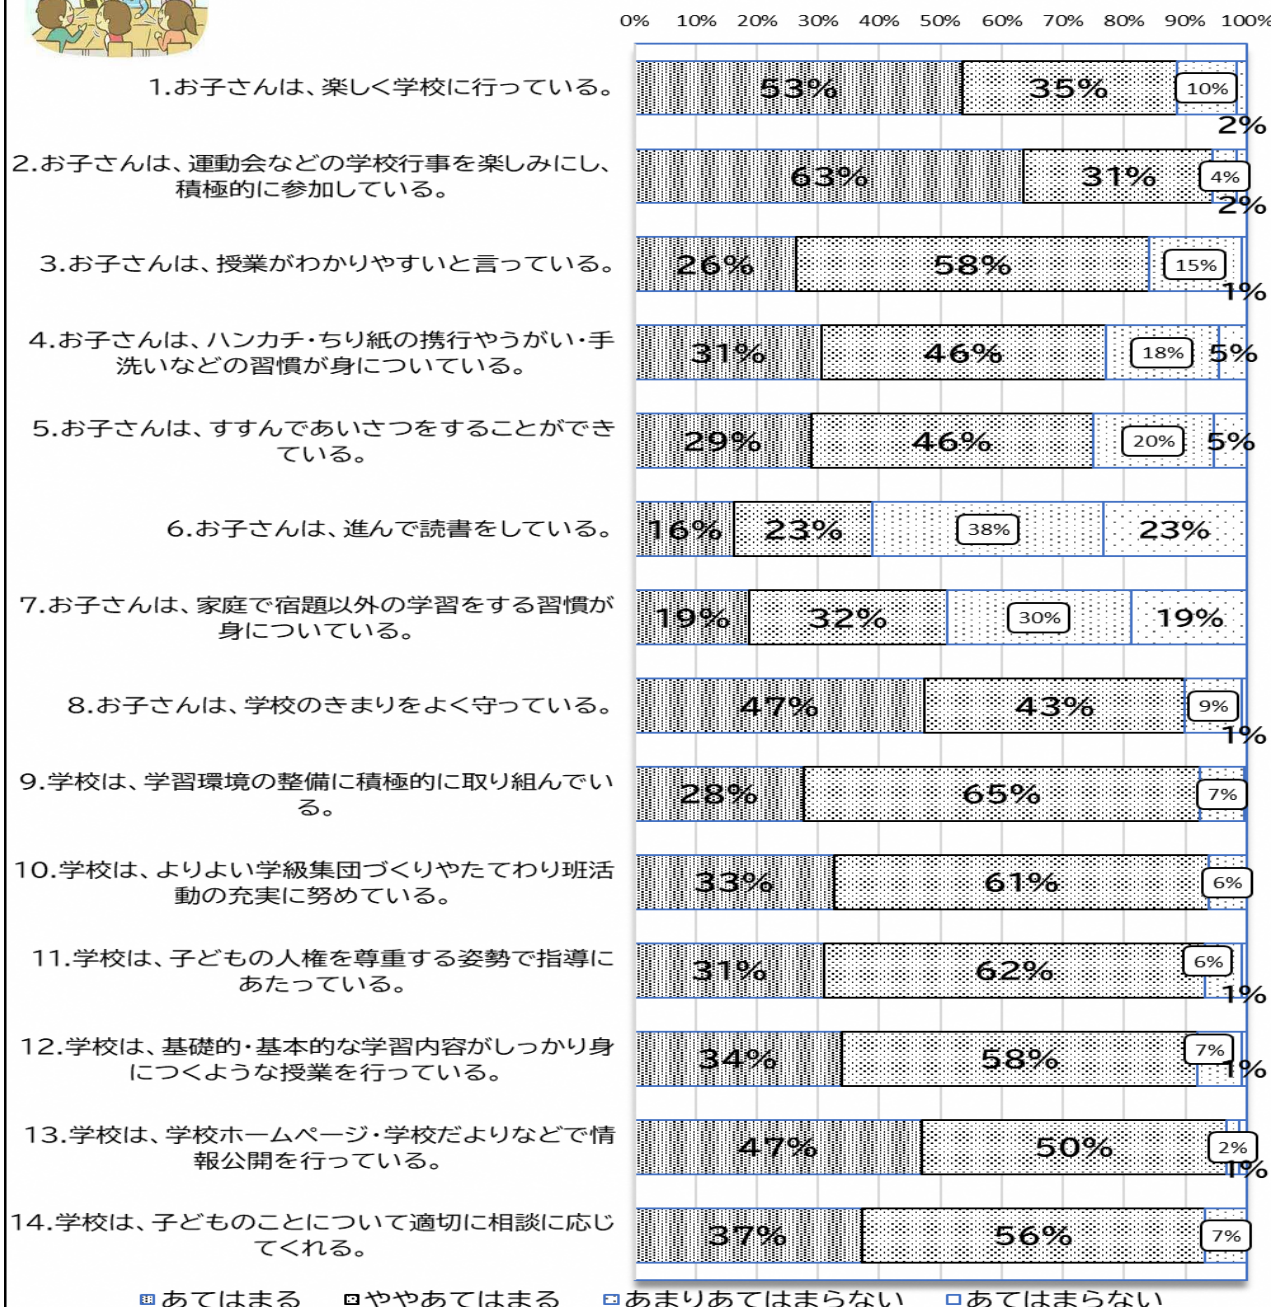 0% 10% 20% 30% 40% 50% 60% 70% 80% 90% 100%
1.お子さんは、楽しく学校に行っている。
53% 35% 10% 2%
2.お子さんは、運動会などの学校行事を楽しみにし、
積極的に参加している。
63% 31% 4% 2%
3.お子さんは、授業がわかりやすいと言っている。
26% 58% 15% 1%
4.お子さんは、ハンカチ・ちり紙の携行やうがい・手
洗いなどの習慣が身についている。
31% 46% 18% 5%
5.お子さんは、すすんであいさつをすることができ
ている。
29% 46% 20% 5%
6.お子さんは、進んで読書をしている。
16% 23% 38% 23%
7.お子さんは、家庭で宿題以外の学習をする習慣が
身についている。
19% 32% 30% 19%
8.お子さんは、学校のきまりをよく守っている。
47% 43% 9% 1%
9.学校は、学習環境の整備に積極的に取り組んでい
る。
28% 65% 7%
10.学校は、よりよい学級集団づくりやたてわり班活
動の充実に努めている。
33% 61% 6%
11.学校は、子どもの人権を尊重する姿勢で指導に
あたっている。
31% 62% 6% 1%
12.学校は、基礎的・基本的な学習内容がしっかり身
につくような授業を行っている。
34% 58% 7% 1%
13.学校は、学校ホームページ・学校だよりなどで情
報公開を行っている。
47% 50% 2% 1%
14.学校は、子どものことについて適切に相談に応じ
てくれる。
37% 56% 7%
あてはまる ややあてはまる あまりあてはまらない あてはまらない